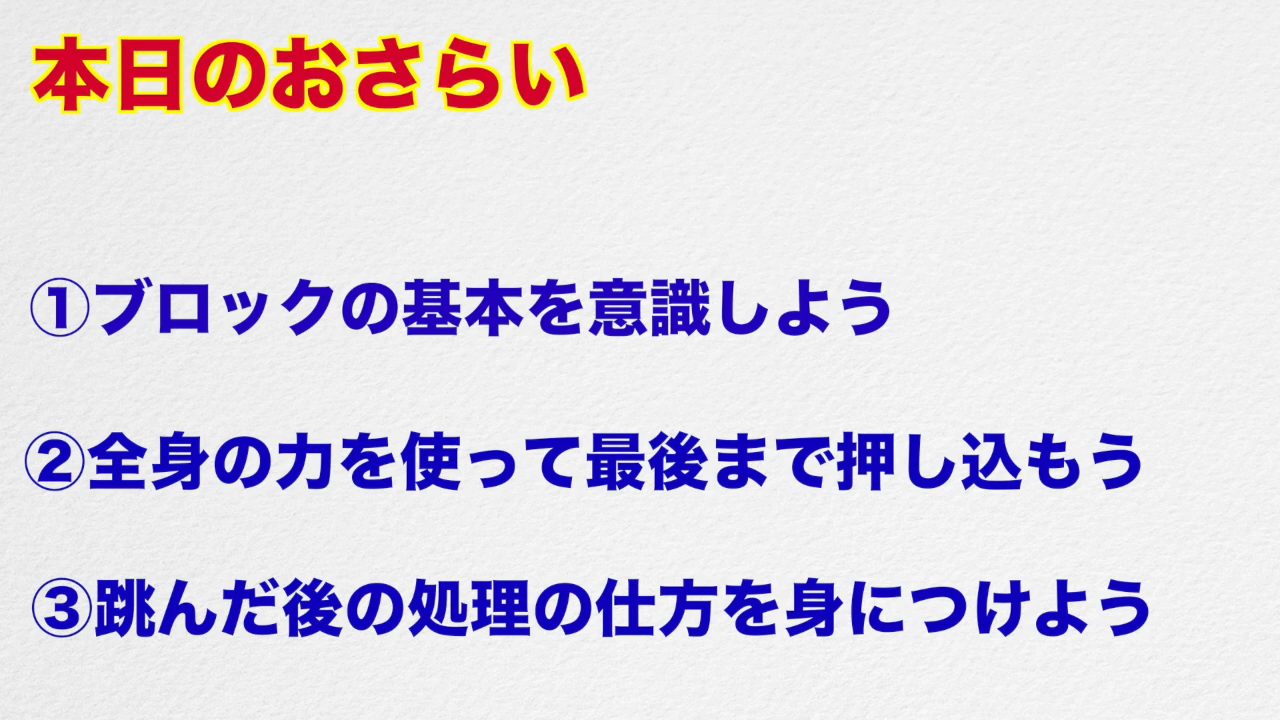 本日のおさらい
①ブロックの基本を意識しよう
②全身の力を使って最後まで押し込もう
③跳んだ後の処理の仕方を身につけよう